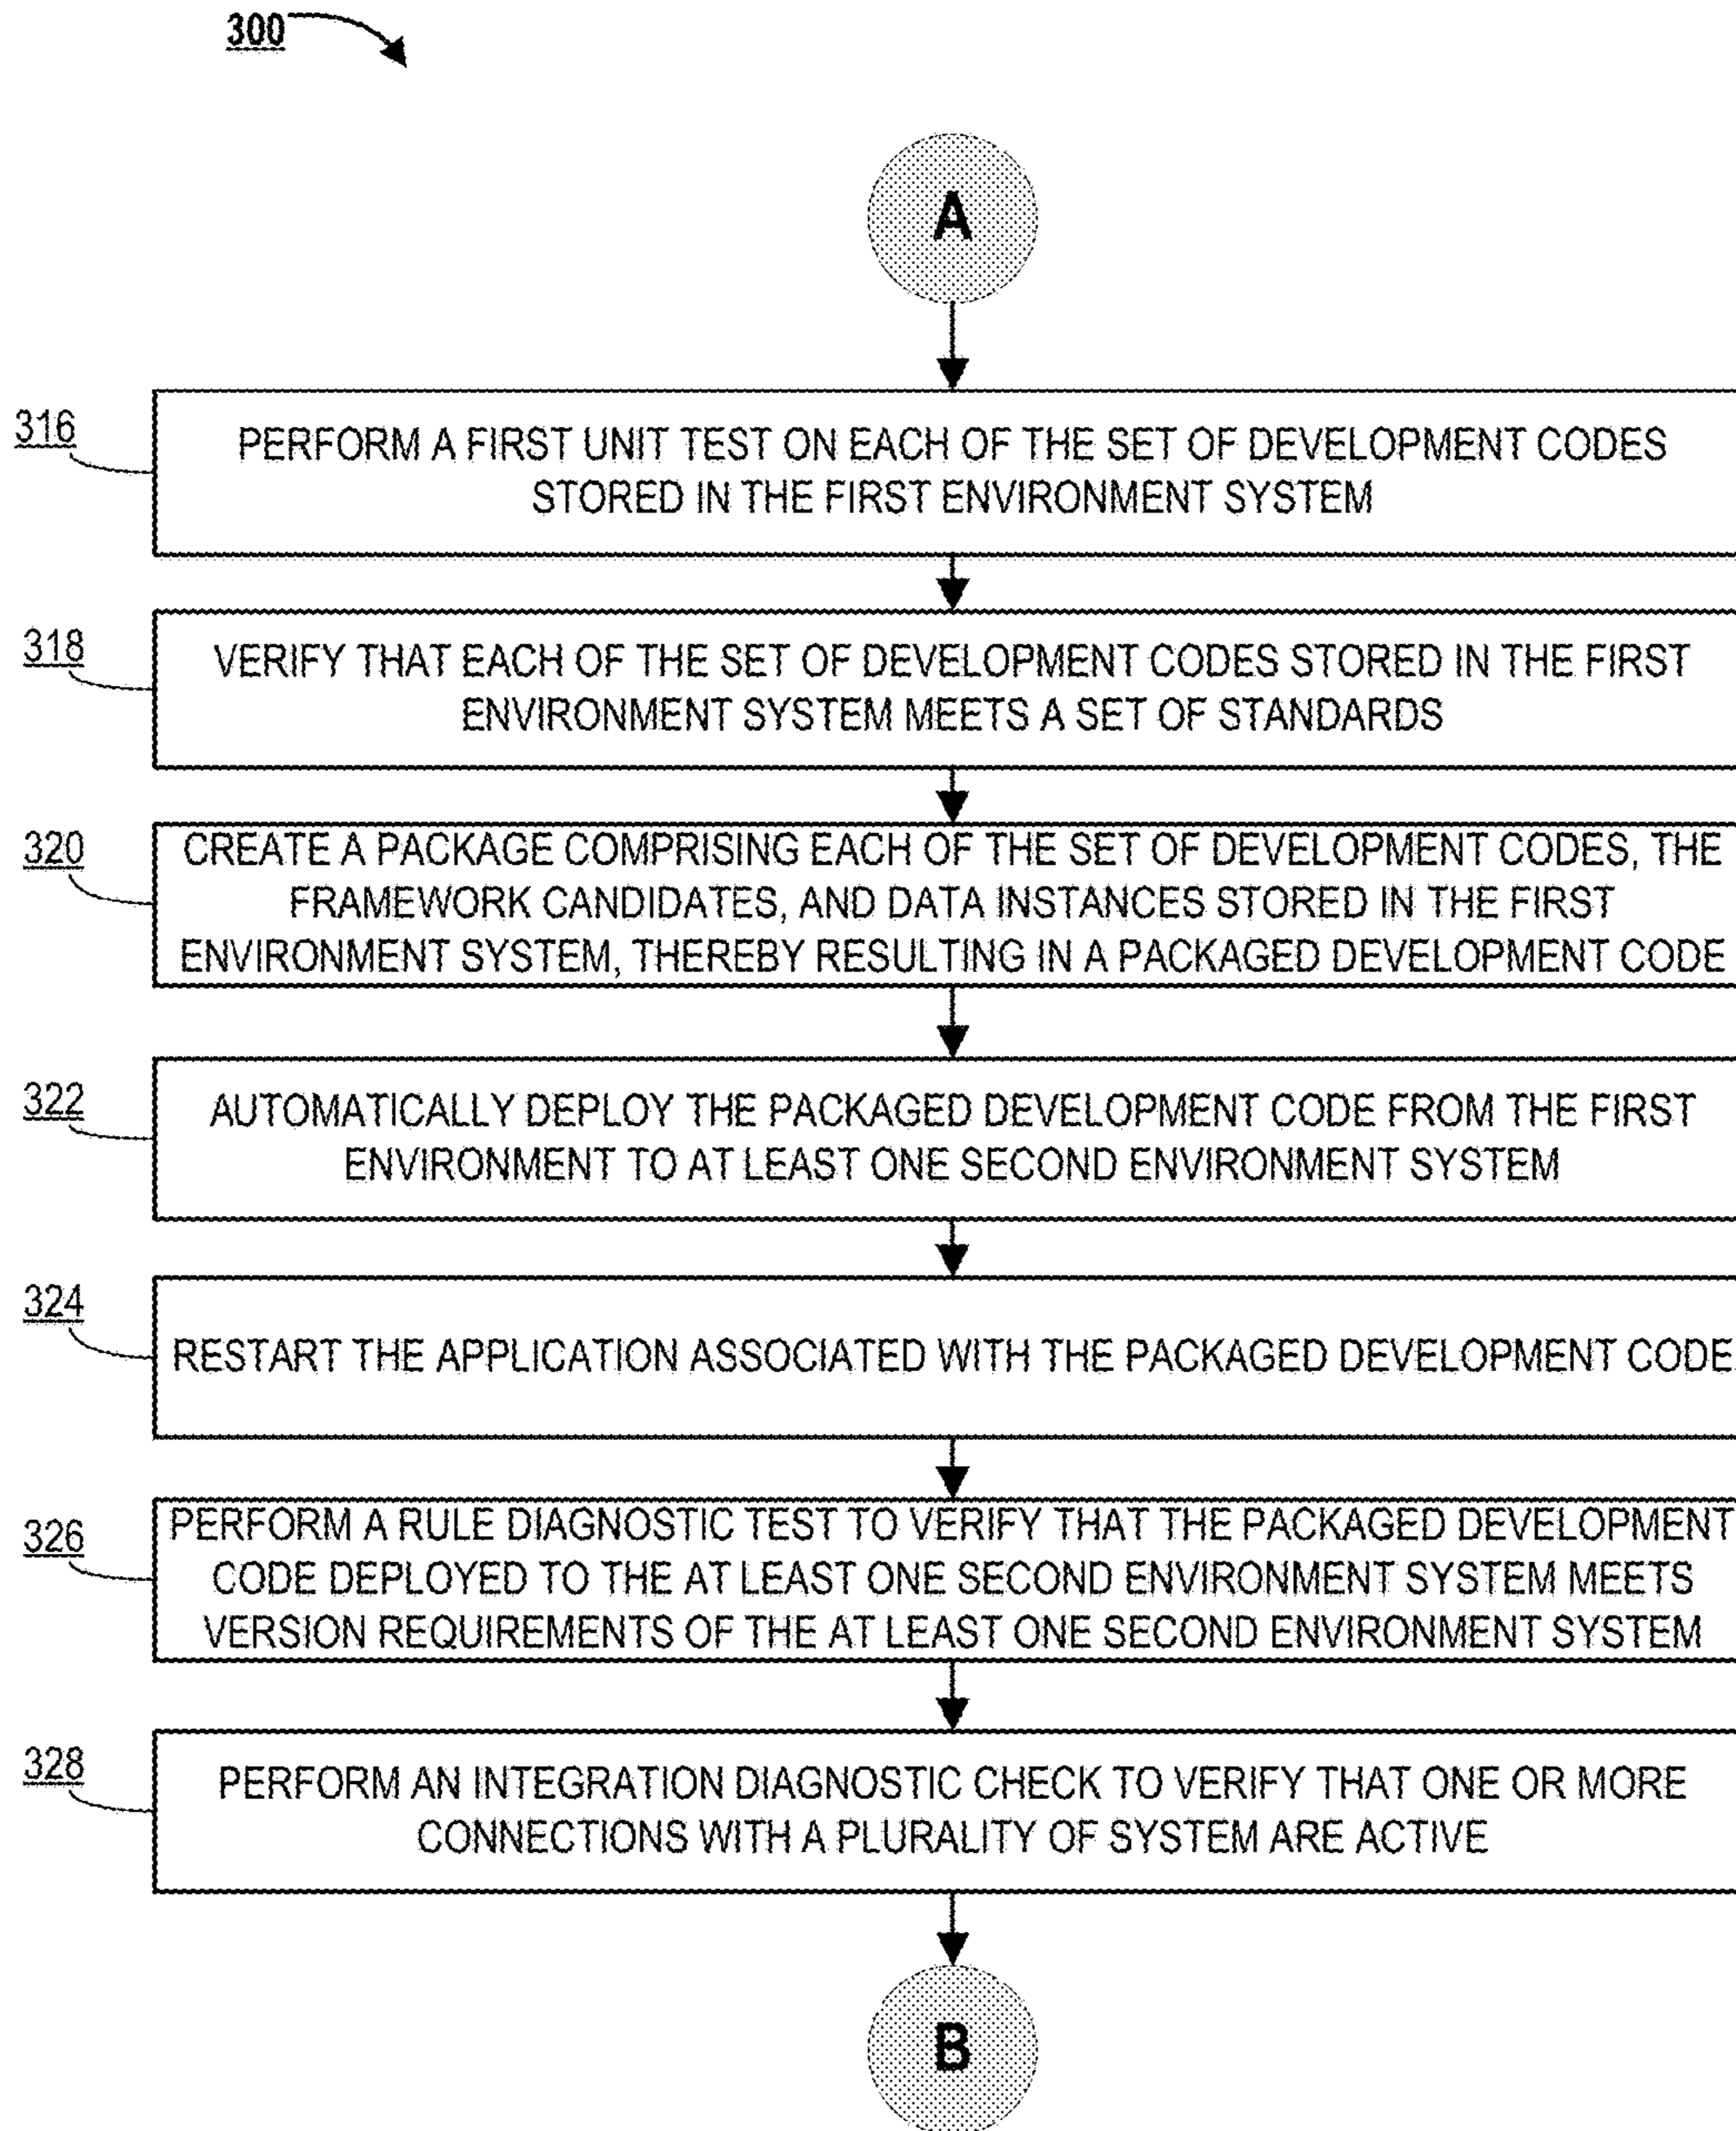 300
A
316
PERFORM A FIRST UNIT TEST ON EACH OF THE SET OF DEVELOPMENT CODES
STORED IN THE FIRST ENVIRONMENT SYSTEM
318
VERIFY THAT EACH OF THE SET OF DEVELOPMENT CODES STORED IN THE FIRST
ENVIRONMENT SYSTEM MEETS A SET OF STANDARDS
320
CREATE A PACKAGE COMPRISING EACH OF THE SET OF DEVELOPMENT CODES, THE
FRAMEWORK CANDIDATES, AND DATA INSTANCES STORED IN THE FIRST
ENVIRONMENT SYSTEM, THEREBY RESULTING IN A PACKAGED DEVELOPMENT CODE
322
AUTOMATICALLY DEPLOY THE PACKAGED DEVELOPMENT CODE FROM THE FIRST
ENVIRONMENT TO AT LEAST ONE SECOND ENVIRONMENT SYSTEM
324
RESTART THE APPLICATION ASSOCIATED WITH THE PACKAGED DEVELOPMENT CODE
326
PERFORM A RULE DIAGNOSTIC TEST TO VERIFY THAT THE PACKAGED DEVELOPMENT
CODE DEPLOYED TO THE AT LEAST ONE SECOND ENVIRONMENT SYSTEM MEETS
VERSION REQUIREMENTS OF THE AT LEAST ONE SECOND ENVIRONMENT SYSTEM
328
PERFORM AN INTEGRATION DIAGNOSTIC CHECK TO VERIFY THAT ONE OR MORE
CONNECTIONS WITH A PLURALITY OF SYSTEM ARE ACTIVE
B